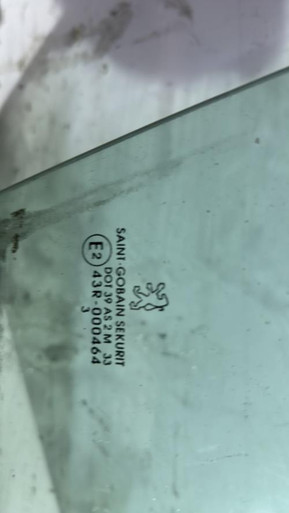 SAINT-GOBAIN SEKURIT
DOT 39 AS 2 M 33
E2 43R-000464
3